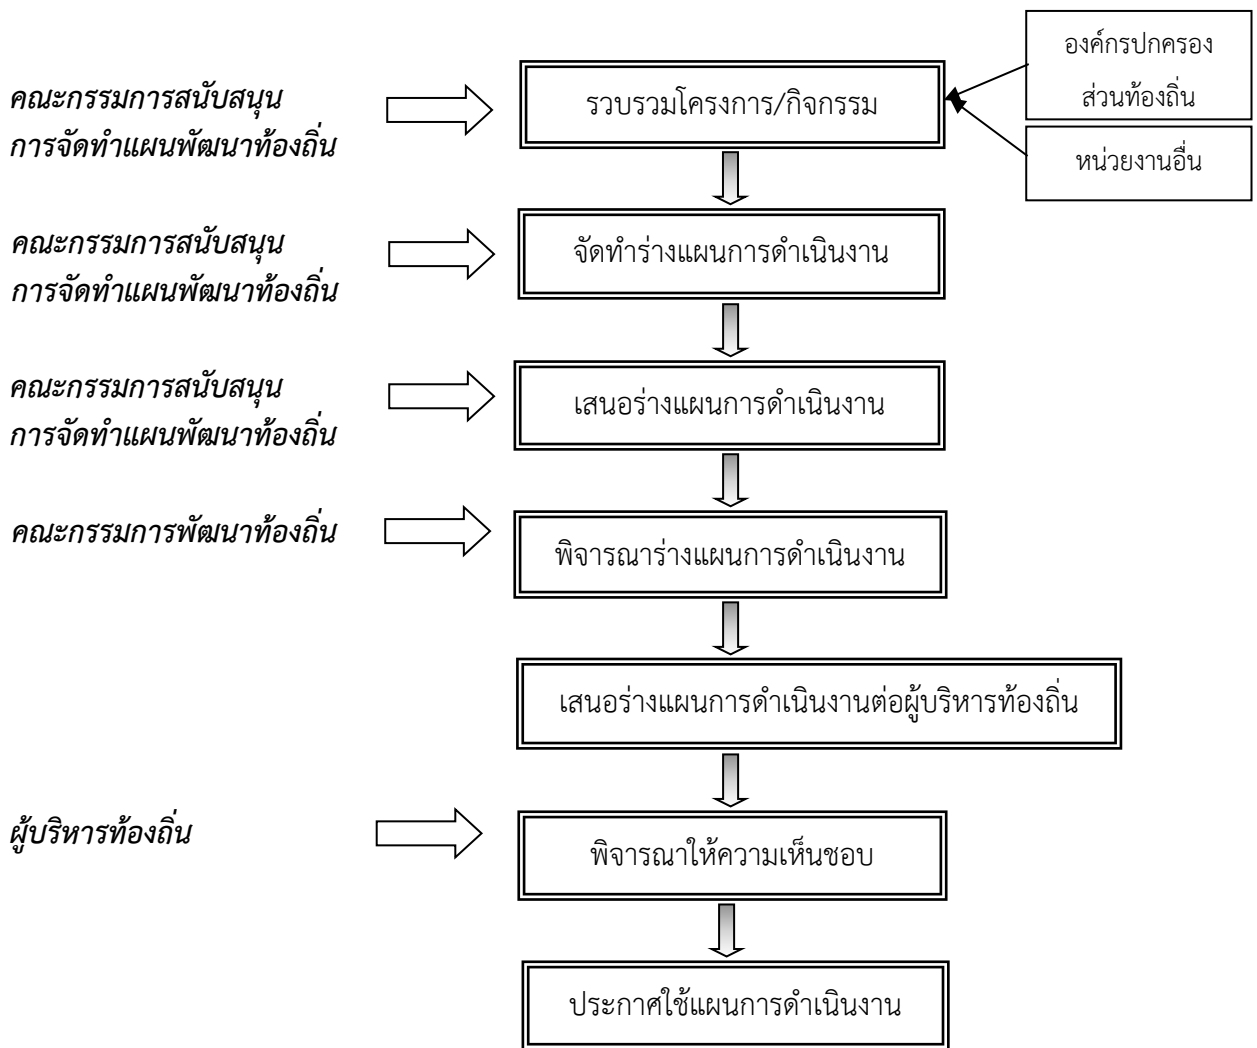 องค์กรปกครอง
ส่วนท้องถิ่น
คณะกรรมการสนับสนุน
การจัดทำแผนพัฒนาท้องถิ่น
รวบรวมโครงการ/กิจกรรม
หน่วยงานอื่น
คณะกรรมการสนับสนุน
การจัดทำแผนพัฒนาท้องถิ่น
จัดทำร่างแผนการดำเนินงาน
คณะกรรมการสนับสนุน
การจัดทำแผนพัฒนาท้องถิ่น
เสนอร่างแผนการดำเนินงาน
คณะกรรมการพัฒนาท้องถิ่น
พิจารณาร่างแผนการดำเนินงาน
เสนอร่างแผนการดำเนินงานต่อผู้บริหารท้องถิ่น
ผู้บริหารท้องถิ่น
พิจารณาให้ความเห็นชอบ
ประกาศใช้แผนการดำเนินงาน